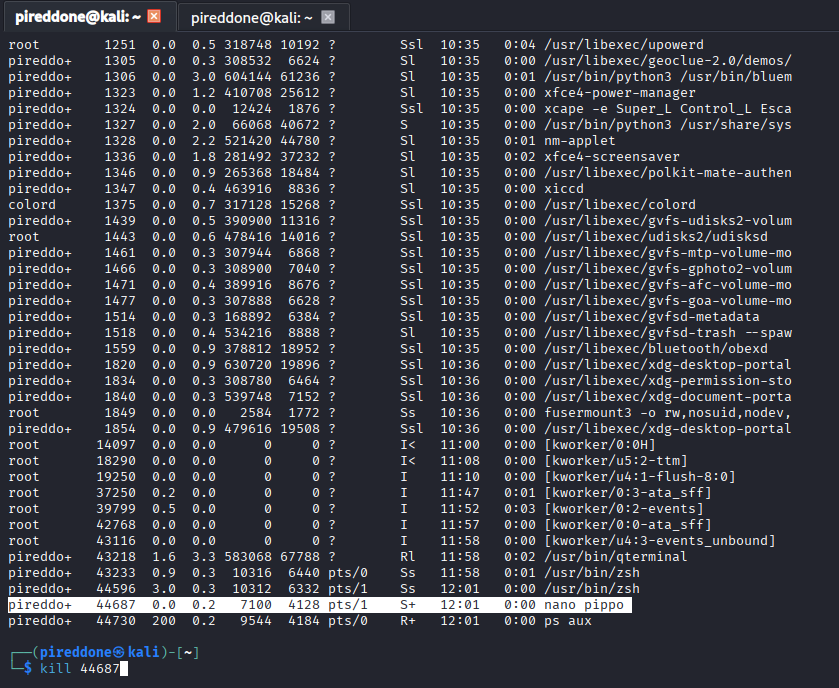 pireddone@kali: ~ pireddone@kali: ~
root 1251 0.0 0.5 318748 10192 ? Ssl 10:35 0:04 /usr/libexec/upowerd
pireddo+ 1305 0.0 0.3 308532 6624 ? Sl 10:35 0:00 /usr/libexec/geoclue-2.0/demos/
pireddo+ 1306 0.0 3.0 604144 61236 ? Sl 10:35 0:01 /usr/bin/python3 /usr/bin/bluem
pireddo+ 1323 0.0 1.2 410708 25612 ? Sl 10:35 0:00 xfce4-power-manager
pireddo+ 1324 0.0 0.0 12424 1876 ? Ssl 10:35 0:00 xcape -e Super_L Control_L Esca
pireddo+ 1327 0.0 2.0 66068 40672 ? S 10:35 0:00 /usr/bin/python3 /usr/share/sys
pireddo+ 1328 0.0 2.2 521420 44780 ? Sl 10:35 0:01 nm-applet
pireddo+ 1336 0.0 1.8 281492 37232 ? Sl 10:35 0:02 xfce4-screensaver
pireddo+ 1346 0.0 0.9 265368 18484 ? Sl 10:35 0:00 /usr/libexec/polkit-mate-authen
pireddo+ 1347 0.0 0.4 463916 8836 ? Sl 10:35 0:00 xiccd
colord 1375 0.0 0.7 317128 15268 ? Ssl 10:35 0:00 /usr/libexec/colord
pireddo+ 1439 0.0 0.5 390900 11316 ? Ssl 10:35 0:00 /usr/libexec/gvfs-udisks2-volum
root 1443 0.0 0.6 478416 14016 ? Ssl 10:35 0:00 /usr/libexec/udisks2/udisksd
pireddo+ 1461 0.0 0.3 307944 6868 ? Ssl 10:35 0:00 /usr/libexec/gvfs-mtp-volume-mo
pireddo+ 1466 0.0 0.3 308900 7040 ? Ssl 10:35 0:00 /usr/libexec/gvfs-gphoto2-volum
pireddo+ 1471 0.0 0.4 389916 8676 ? Ssl 10:35 0:00 /usr/libexec/gvfs-afc-volume-mo
pireddo+ 1477 0.0 0.3 307888 6628 ? Ssl 10:35 0:00 /usr/libexec/gvfs-goa-volume-mo
pireddo+ 1514 0.0 0.3 168892 6384 ? Ssl 10:35 0:00 /usr/libexec/gvfsd-metadata
pireddo+ 1518 0.0 0.4 534216 8888 ? Sl 10:35 0:00 /usr/libexec/gvfsd-trash --spaw
pireddo+ 1559 0.0 0.9 378812 18952 ? Ssl 10:35 0:00 /usr/libexec/bluetooth/obexd
pireddo+ 1820 0.0 0.9 630720 19896 ? Ssl 10:36 0:00 /usr/libexec/xdg-desktop-portal
pireddo+ 1834 0.0 0.3 308780 6464 ? Ssl 10:36 0:00 /usr/libexec/xdg-permission-sto
pireddo+ 1840 0.0 0.3 539748 7152 ? Ssl 10:36 0:00 /usr/libexec/xdg-document-porta
root 1849 0.0 0.0 2584 1772 ? Ss 10:36 0:00 fusermount3 -o rw,nosuid,nodev,
pireddo+ 1854 0.0 0.9 479616 19508 ? Ssl 10:36 0:00 /usr/libexec/xdg-desktop-portal
root 14097 0.0 0.0 0 0 ? I< 11:00 0:00 [kworker/0:0H]
root 18290 0.0 0.0 0 0 ? I< 11:08 0:00 [kworker/u5:2-ttm]
root 19250 0.0 0.0 0 0 ? I 11:10 0:00 [kworker/u4:1-flush-8:0]
root 37250 0.2 0.0 0 0 ? I 11:47 0:01 [kworker/0:3-ata_sff]
root 39799 0.5 0.0 0 0 ? I 11:52 0:03 [kworker/0:2-events]
root 42768 0.0 0.0 0 0 ? I 11:57 0:00 [kworker/0:0-ata_sff]
root 43116 0.0 0.0 0 0 ? I 11:58 0:00 [kworker/u4:3-events_unbound]
pireddo+ 43218 1.6 3.3 583068 67788 ? Rl 11:58 0:02 /usr/bin/qterminal
pireddo+ 43233 0.9 0.3 10316 6440 pts/0 Ss 11:58 0:01 /usr/bin/zsh
pireddo+ 44596 3.0 0.3 10312 6332 pts/1 Ss 12:01 0:00 /usr/bin/zsh
pireddo+ 44687 0.0 0.2 7100 4128 pts/1 S+ 12:01 0:00 nano pippo
pireddo+ 44730 200 0.2 9544 4184 pts/0 R+ 12:01 0:00 ps aux
┌──(pireddone㉿kali)-[~]
└─$ kill 44687